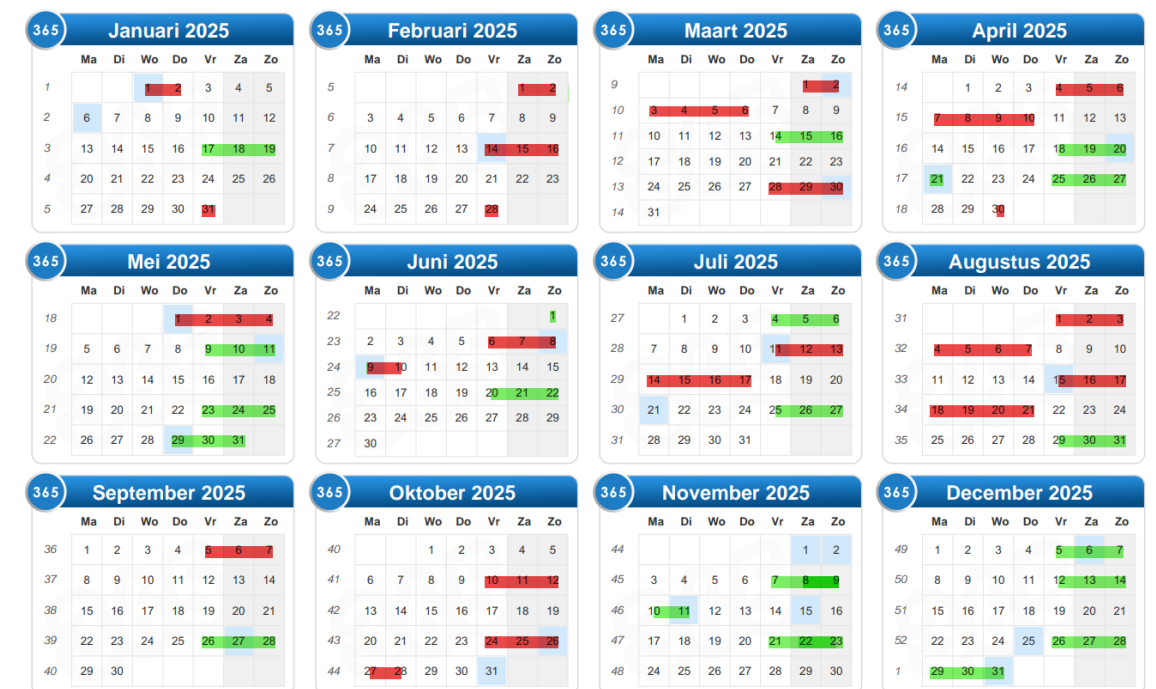 365 Januari 2025
Ma Di Wo Do Vr Za Zo
1 1 2 3 4 5
2 6 7 8 9 10 11 12
3 13 14 15 16 17 18 19
4 20 21 22 23 24 25 26
5 27 28 29 30 31
365 Februari 2025
Ma Di Wo Do Vr Za Zo
5 1 2
6 3 4 5 6 7 8 9
7 10 11 12 13 14 15 16
8 17 18 19 20 21 22 23
9 24 25 26 27 28
365 Maart 2025
Ma Di Wo Do Vr Za Zo
9 1 2
10 3 4 5 6 7 8 9
11 10 11 12 13 14 15 16
12 17 18 19 20 21 22 23
13 24 25 26 27 28 29 30
14 31
365 April 2025
Ma Di Wo Do Vr Za Zo
14 1 2 3 4 5 6
15 7 8 9 10 11 12 13
16 14 15 16 17 18 19 20
17 21 22 23 24 25 26 27
18 28 29 30
365 Mei 2025
Ma Di Wo Do Vr Za Zo
18 1 2 3 4
19 5 6 7 8 9 10 11
20 12 13 14 15 16 17 18
21 19 20 21 22 23 24 25
22 26 27 28 29 30 31
365 Juni 2025
Ma Di Wo Do Vr Za Zo
22 1
23 2 3 4 5 6 7 8
24 9 10 11 12 13 14 15
25 16 17 18 19 20 21 22
26 23 24 25 26 27 28 29
27 30
365 Juli 2025
Ma Di Wo Do Vr Za Zo
27 1 2 3 4 5 6
28 7 8 9 10 11 12 13
29 14 15 16 17 18 19 20
30 21 22 23 24 25 26 27
31 28 29 30 31
365 Augustus 2025
Ma Di Wo Do Vr Za Zo
31 1 2 3
32 4 5 6 7 8 9 10
33 11 12 13 14 15 16 17
34 18 19 20 21 22 23 24
35 25 26 27 28 29 30 31
365 September 2025
Ma Di Wo Do Vr Za Zo
36 1 2 3 4 5 6 7
37 8 9 10 11 12 13 14
38 15 16 17 18 19 20 21
39 22 23 24 25 26 27 28
40 29 30
365 Oktober 2025
Ma Di Wo Do Vr Za Zo
40 1 2 3 4 5
41 6 7 8 9 10 11 12
42 13 14 15 16 17 18 19
43 20 21 22 23 24 25 26
44 27 28 29 30 31
365 November 2025
Ma Di Wo Do Vr Za Zo
44 1 2
45 3 4 5 6 7 8 9
46 10 11 12 13 14 15 16
47 17 18 19 20 21 22 23
48 24 25 26 27 28 29 30
365 December 2025
Ma Di Wo Do Vr Za Zo
49 1 2 3 4 5 6 7
50 8 9 10 11 12 13 14
51 15 16 17 18 19 20 21
52 22 23 24 25 26 27 28
1 29 30 31